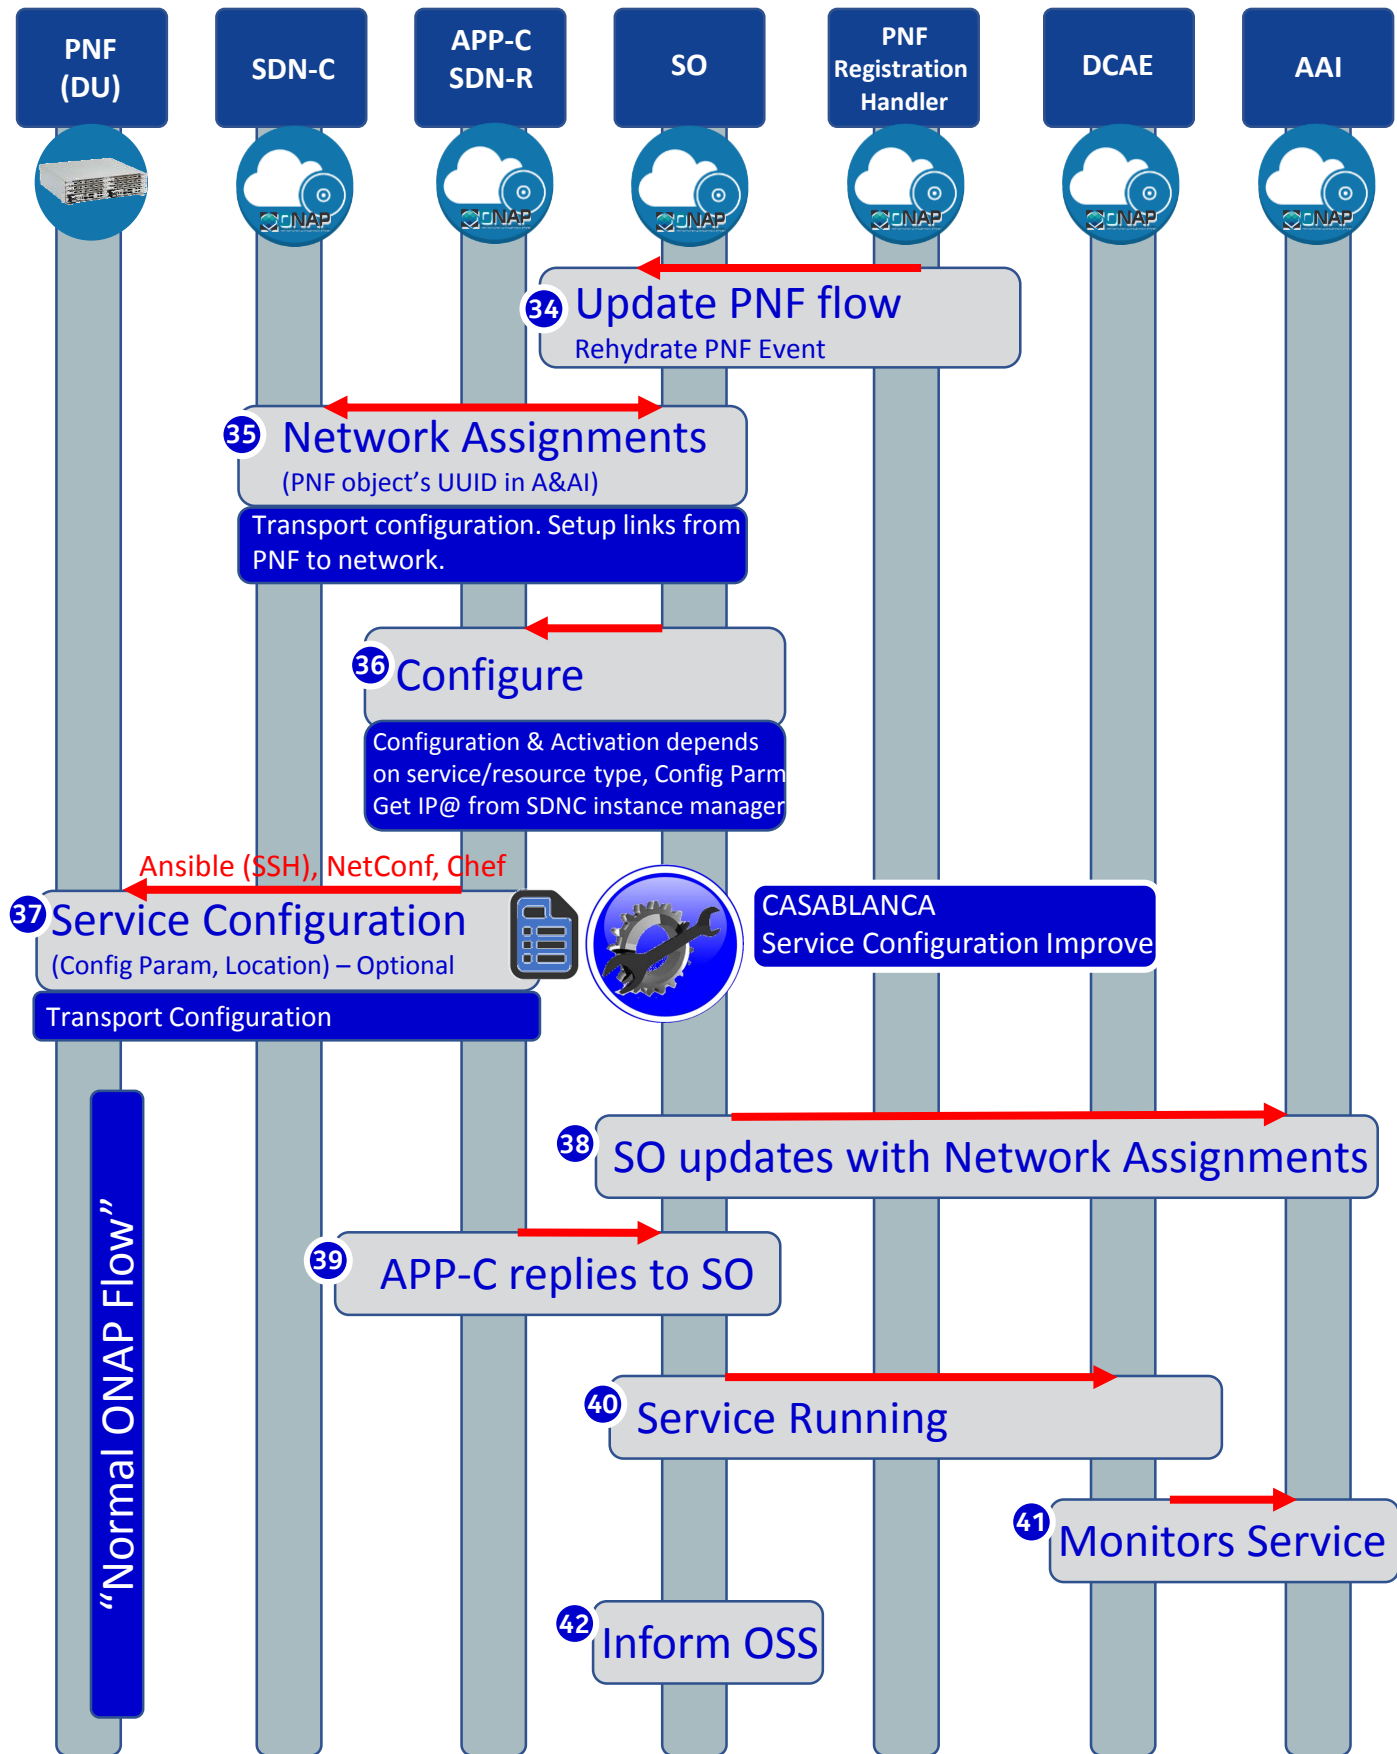 PNF
(DU)
SDN-C
APP-C
SDN-R
SO
PNF
Registration
Handler
DCAE
AAI
ONAP
ONAP
ONAP
ONAP
ONAP
ONAP
34
Update PNF flow
Rehydrate PNF Event
35
Network Assignments
(PNF object’s UUID in A&AI)
Transport configuration. Setup links from
PNF to network.
36
Configure
Configuration & Activation depends
on service/resource type, Config Parm
Get IP@ from SDNC instance manager
Ansible (SSH), NetConf, Chef
37
Service Configuration
(Config Param, Location) – Optional
Transport Configuration
CASABLANCA
Service Configuration Improve
“Normal ONAP Flow”
38
SO updates with Network Assignments
39
APP-C replies to SO
40
Service Running
41
Monitors Service
42
Inform OSS